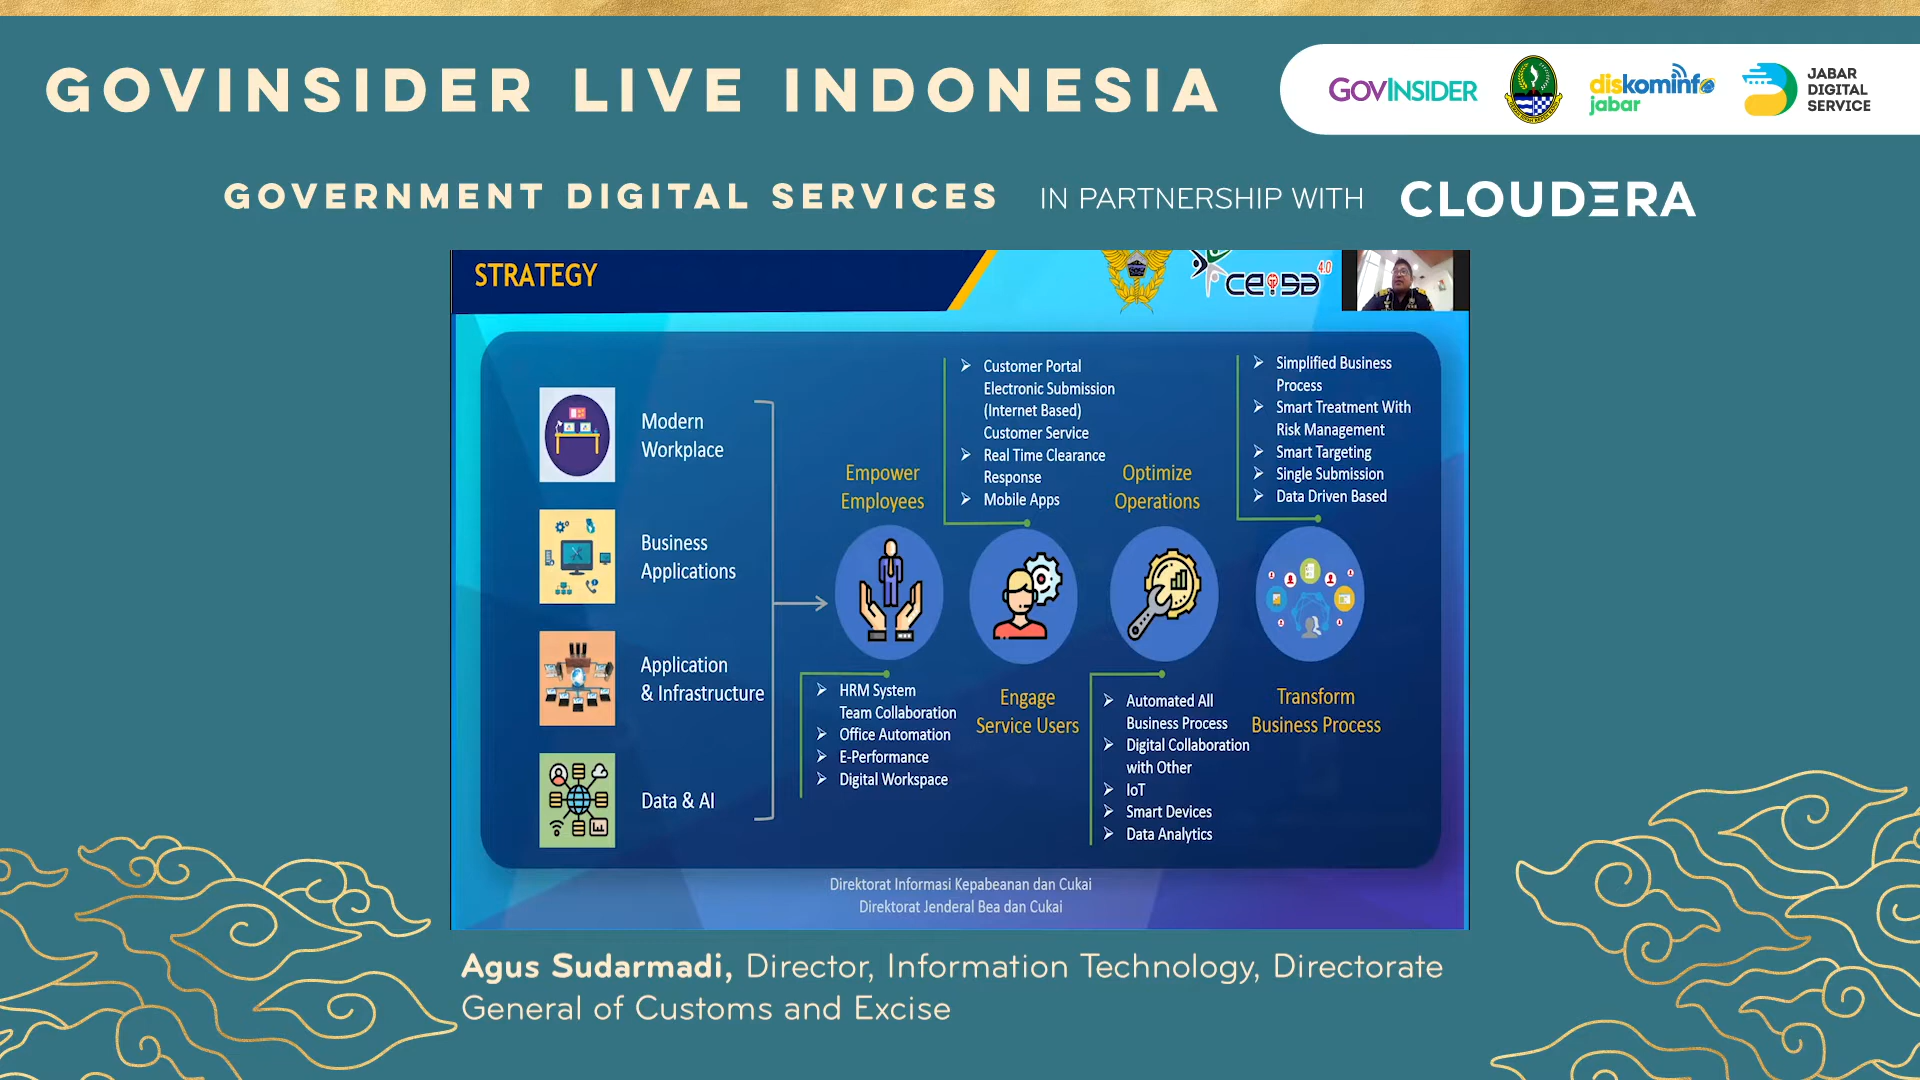 GOVINSIDER LIVE INDONESIA
GOVINSIDER
diskominfo
jabar
JABAR
DIGITAL
SERVICE
GOVERNMENT DIGITAL SERVICES IN PARTNERSHIP WITH CLOUDERA
STRATEGY
CEISA 4.0
Modern
Workplace
Business
Applications
Application
& Infrastructure
Data & AI
Empower
Employees
HRM System
Team Collaboration
Office Automation
E-Performance
Digital Workspace
Customer Portal
Electronic Submission
(Internet Based)
Customer Service
Real Time Clearance
Response
Mobile Apps
Engage
Service Users
Optimize
Operations
Automated All
Business Process
Digital Collaboration
with Other
IoT
Smart Devices
Data Analytics
Simplified Business
Process
Smart Treatment With
Risk Management
Smart Targeting
Single Submission
Data Driven Based
Transform
Business Process
Direktorat Informasi Kepabeanan dan Cukai
Direktorat Jenderal Bea dan Cukai
Agus Sudarmadi, Director, Information Technology, Directorate
General of Customs and Excise